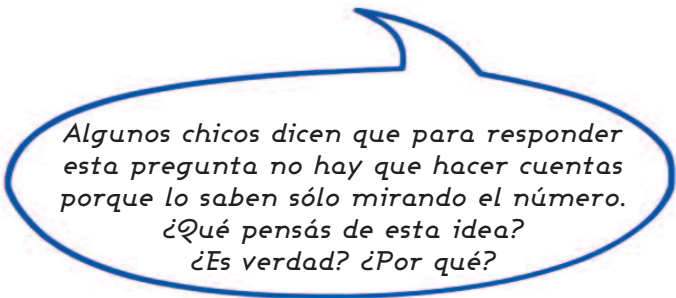 Algunos chicos dicen que para responder
esta pregunta no hay que hacer cuentas
porque lo saben sólo mirando el número.
¿Qué pensás de esta idea?
¿Es verdad? ¿Por qué?